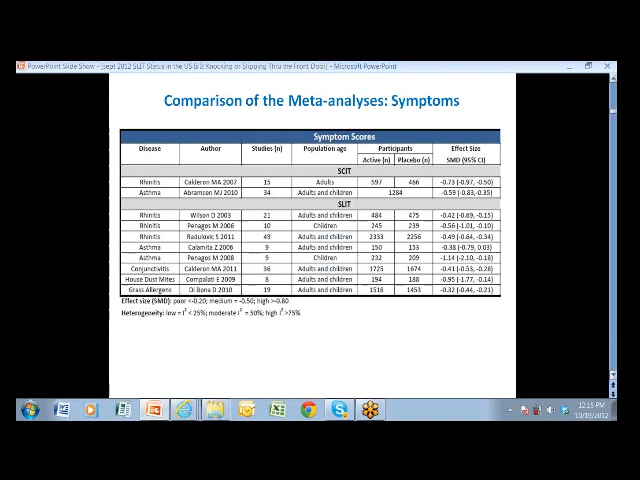 PowerPoint Slide Show - [sept 2012 SLIT Status in the US Is It Knocking or Slipping Thru the Front Door] - Microsoft PowerPoint
Comparison of the Meta-analyses: Symptoms
Symptom Scores
Disease Author Studies (n) Population age Participants Effect Size
Active (n) Placebo (n) SMD (95% CI)
SCIT
Rhinitis Calderon MA 2007 15 Adults 597 466 -0.73 (-0.97, -0.50)
Asthma Abramson MJ 2010 34 Adults and children 1284 -0.59 (-0.83, -0.35)
SLIT
Rhinitis Wilson D 2003 21 Adults and children 484 475 -0.42 (-0.69, -0.15)
Rhinitis Penagos M 2006 10 Children 245 239 -0.56 (-1.01, -0.10)
Rhinitis Radulovic S 2011 49 Adults and children 2333 2256 -0.49 (-0.64, -0.34)
Asthma Calamita Z 2006 9 Adults and children 150 153 -0.38 (-0.79, 0.03)
Asthma Penagos M 2008 9 Children 232 209 -1.14 (-2.10, -0.18)
Conjunctivitis Calderon MA 2011 36 Adults and children 1725 1674 -0.41 (-0.53, -0.28)
House Dust Mites Compalati E 2009 8 Adults and children 194 188 -0.95 (-1.77, -0.14)
Grass Allergens Di Bona D 2010 19 Adults and children 1518 1453 -0.32 (-0.44, -0.21)
Effect size (SMD): poor <-0.20; medium = -0.50; high >-0.80
Heterogeneity: low = I² < 25%; moderate I² = 50%; high I² >75%
12:15 PM
10/19/2012